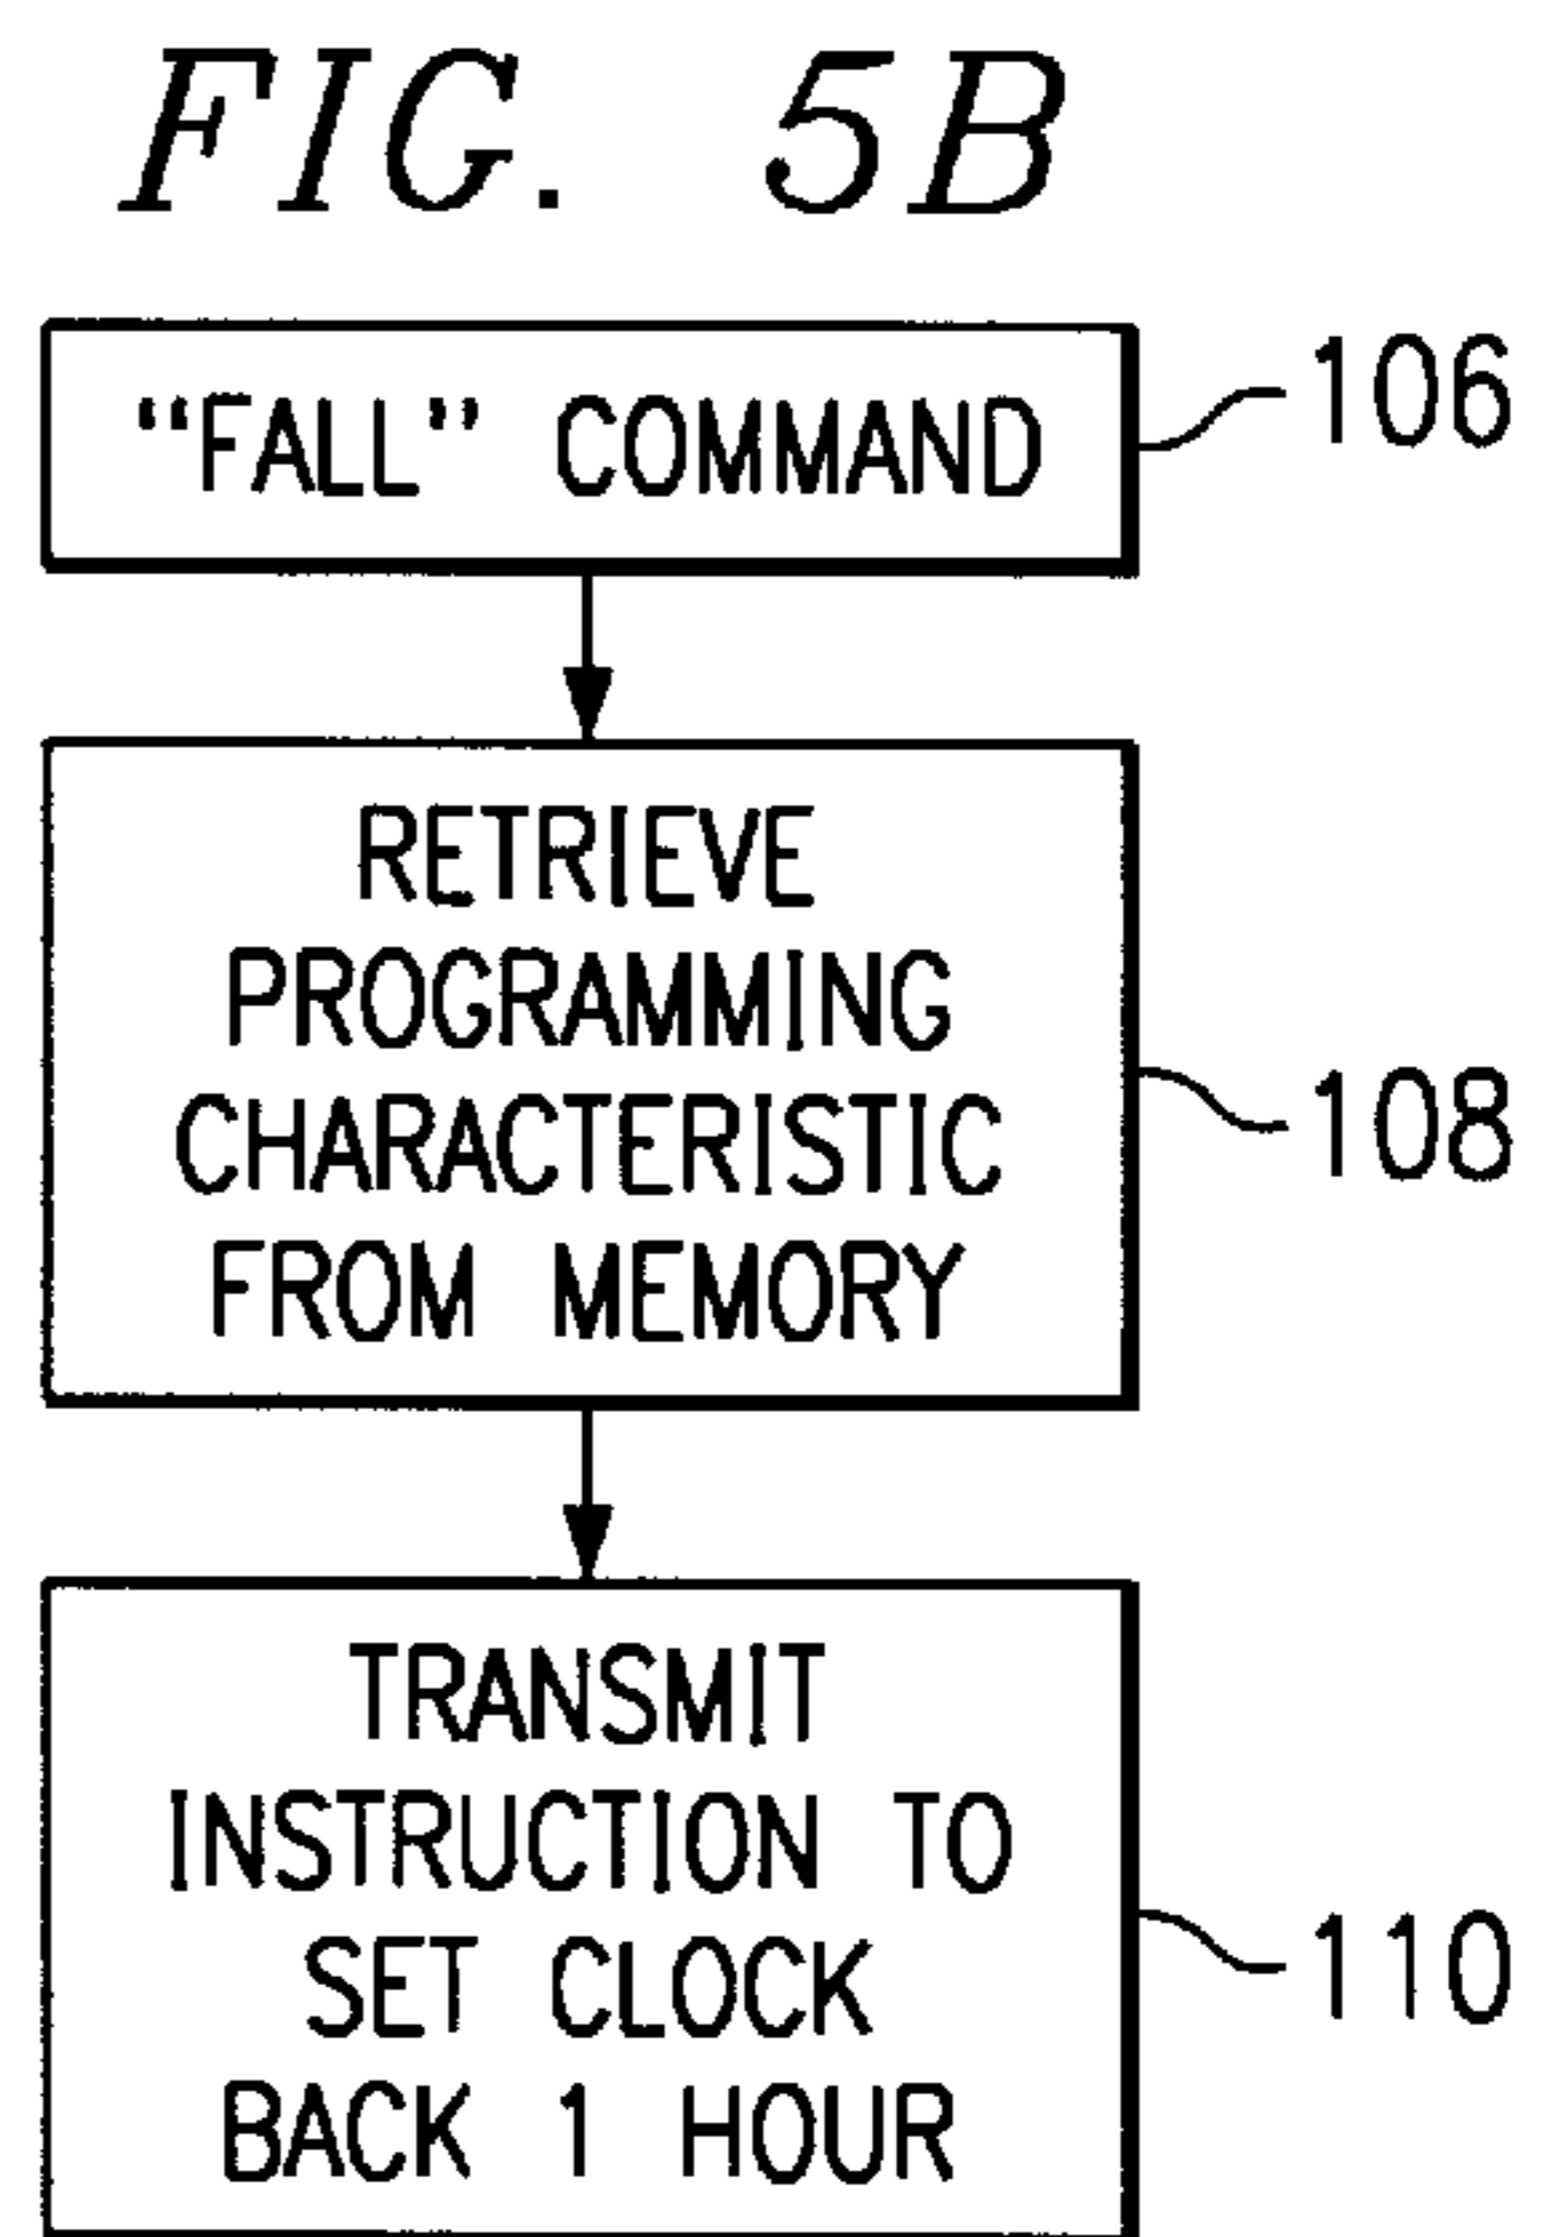 FIG. 5B
“FALL” COMMAND
106
RETRIEVE
PROGRAMMING
CHARACTERISTIC
FROM MEMORY
108
TRANSMIT
INSTRUCTION TO
SET CLOCK
BACK 1 HOUR
110